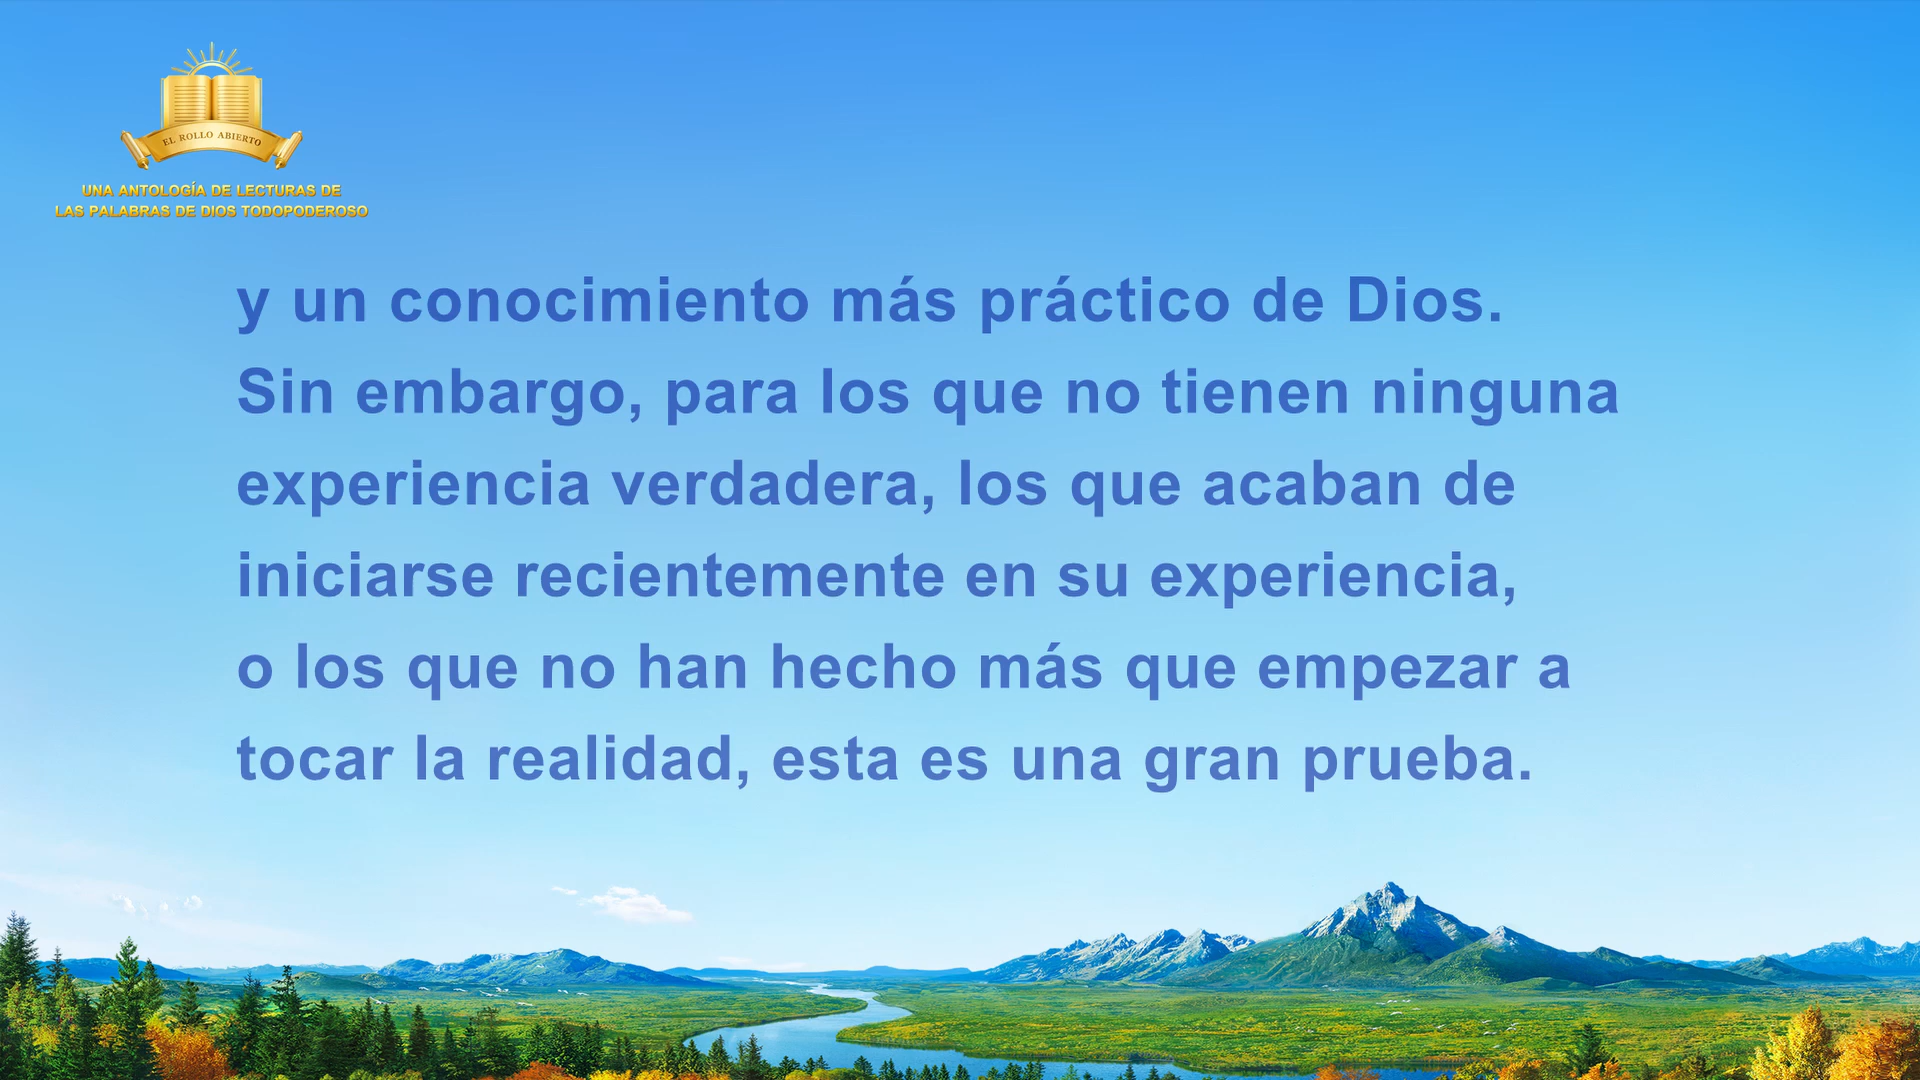 EL ROLLO ABIERTO
UNA ANTOLOGÍA DE LECTURAS DE
LAS PALABRAS DE DIOS TODOPODEROSO
y un conocimiento más práctico de Dios.
Sin embargo, para los que no tienen ninguna
experiencia verdadera, los que acaban de
iniciarse recientemente en su experiencia,
o los que no han hecho más que empezar a
tocar la realidad, esta es una gran prueba.